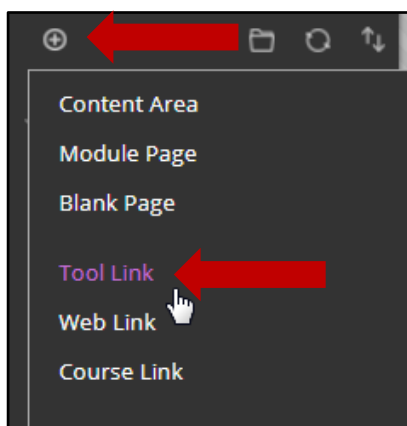 Content Area
Module Page
Blank Page
Tool Link
Web Link
Course Link